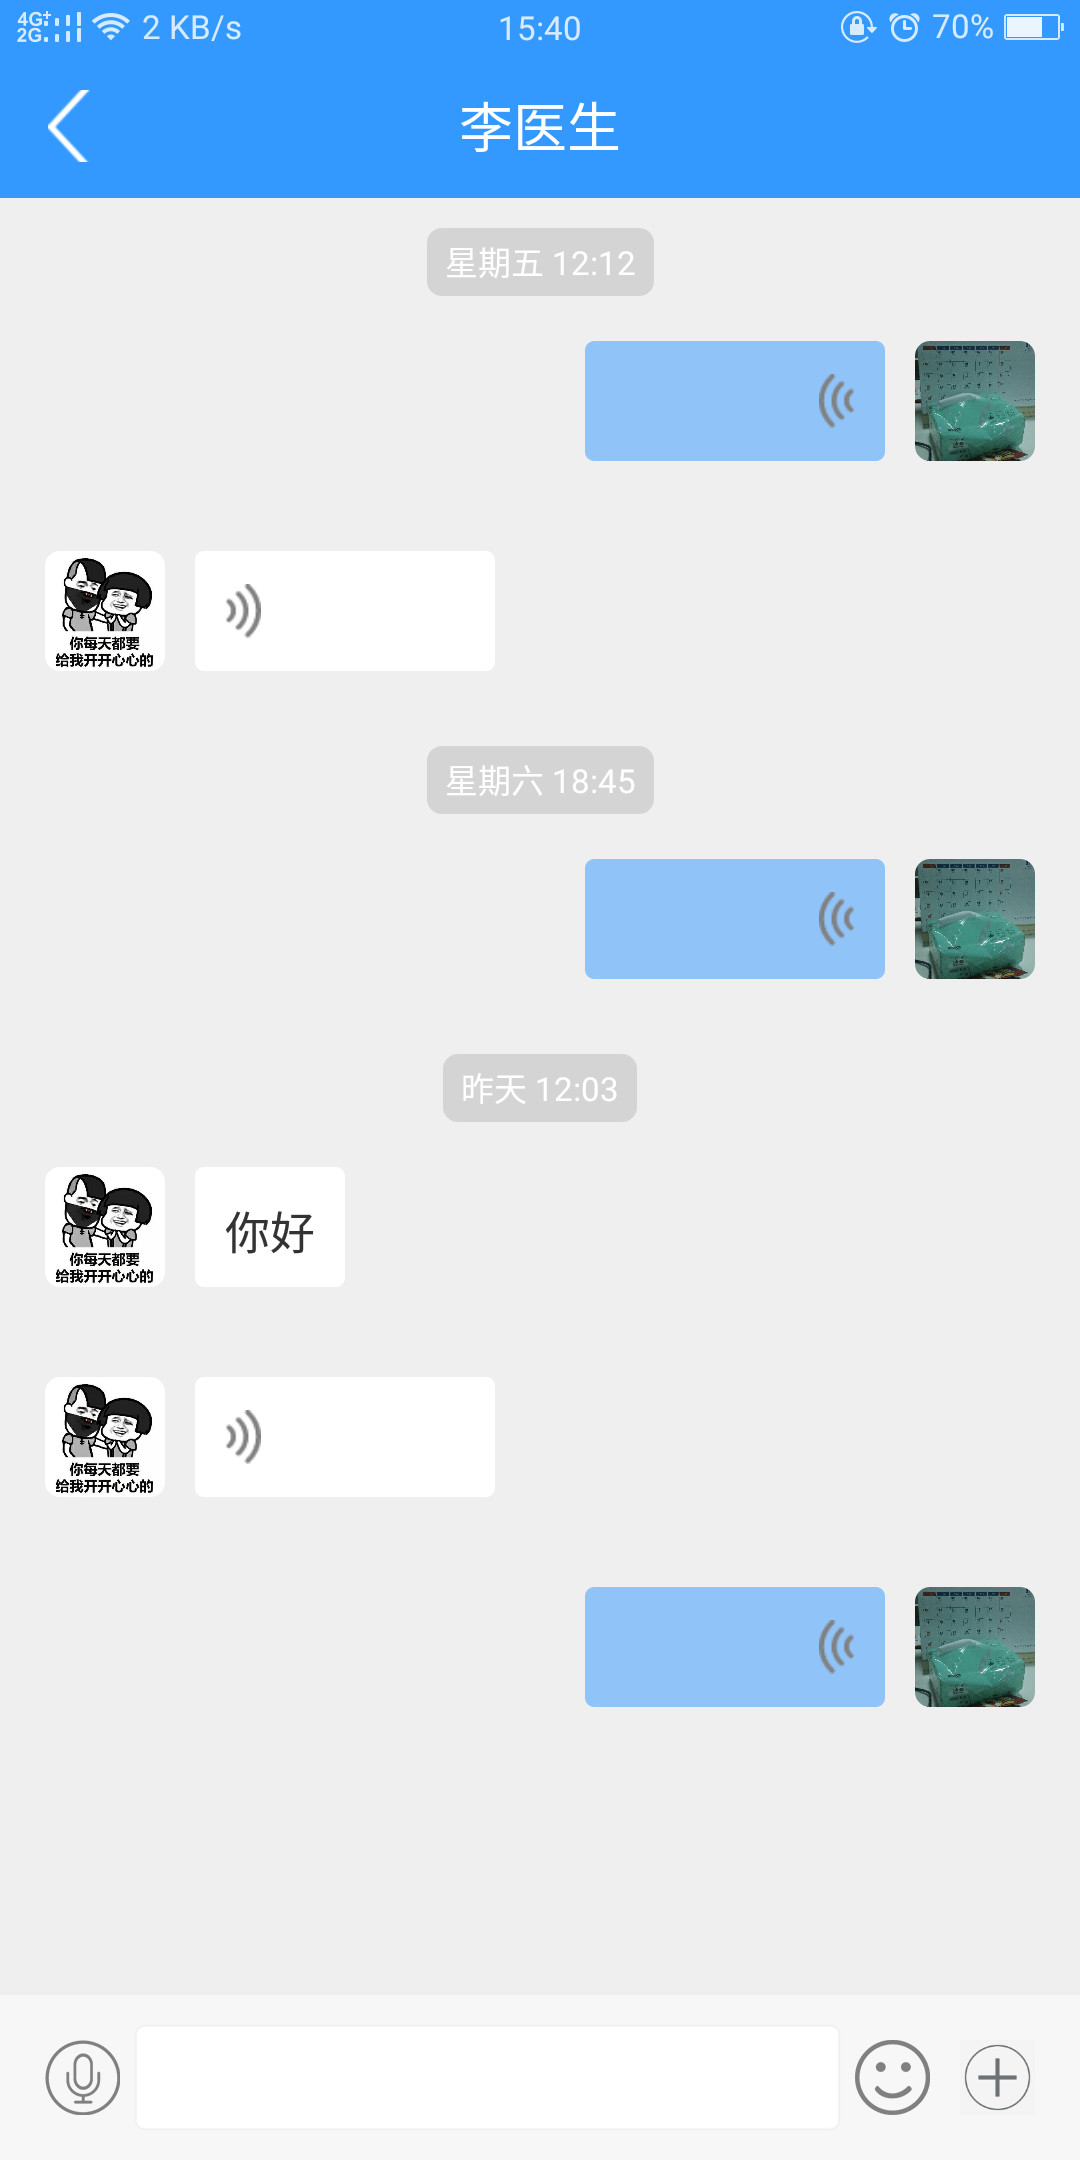 4G+
2G
2 KB/s
15:40
70%
李医生
星期五 12:12
你每天都要
给我开开心心的
星期六 18:45
昨天 12:03
你每天都要
给我开开心心的
你好
你每天都要
给我开开心心的